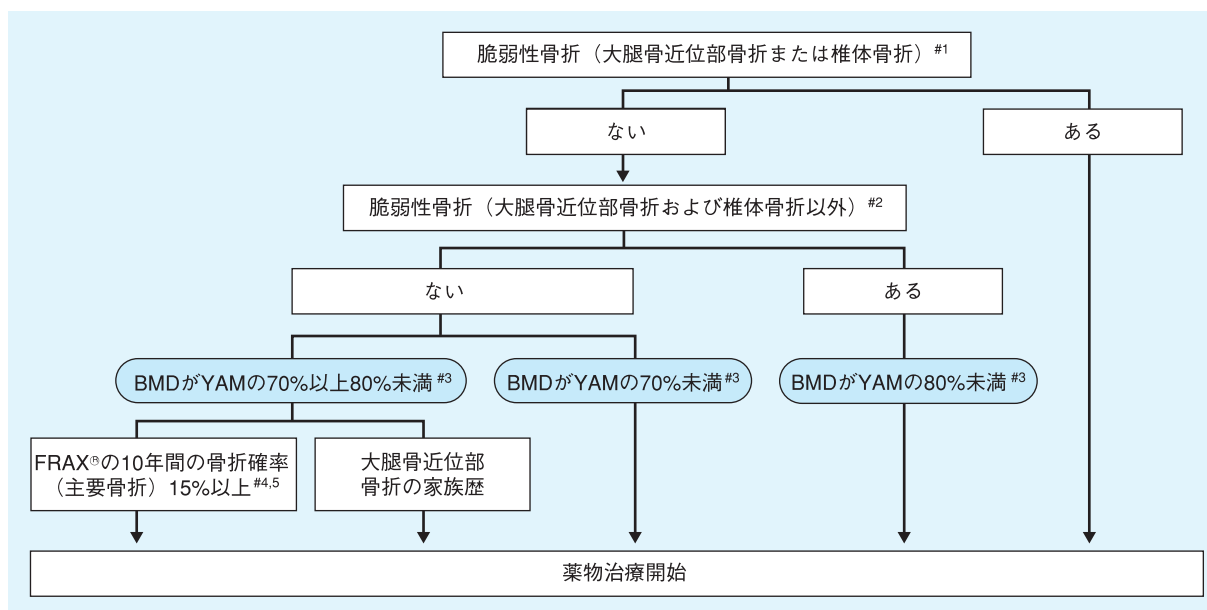 脆弱性骨折（大腿骨近位部骨折または椎体骨折）#1
ない
ある
脆弱性骨折（大腿骨近位部骨折および椎体骨折以外）#2
ない
ある
BMDがYAMの70%以上80%未満#3
BMDがYAMの70%未満#3
BMDがYAMの80%未満#3
FRAX®の10年間の骨折確率
（主要骨折）15%以上#4,5
大腿骨近位部
骨折の家族歴
薬物治療開始